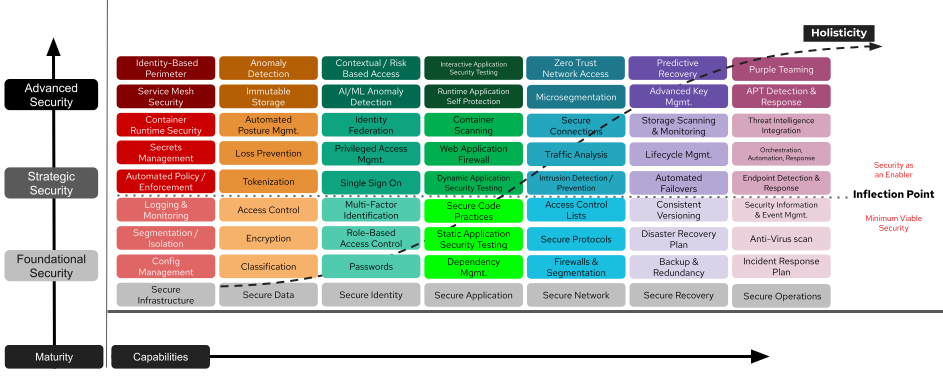 Holisticity
Identity-Based
Perimeter
Anomaly
Detection
Contextual / Risk
Based Access
Interactive Application
Security Testing
Zero Trust
Network Access
Predictive
Recovery
Purple Teaming
Advanced
Security
Service Mesh
Security
Immutable
Storage
AI/ML Anomaly
Detection
Runtime Application
Self Protection
Microsegmentation
Advanced Key
Mgmt.
APT Detection &
Response
Container
Runtime Security
Automated
Posture Mgmt.
Identity
Federation
Container
Scanning
Secure
Connections
Storage Scanning
& Monitoring
Threat Intelligence
Integration
Secrets
Management
Loss Prevention
Privileged Access
Mgmt.
Web Application
Firewall
Traffic Analysis
Lifecycle Mgmt.
Orchestration,
Automation, Response
Strategic
Security
Automated Policy /
Enforcement
Tokenization
Single Sign On
Dynamic Application
Security Testing
Intrusion Detection /
Prevention
Automated
Failovers
Endpoint Detection &
Response
Security as
an Enabler
Inflection Point
Minimum Viable
Security
Logging &
Monitoring
Access Control
Multi-Factor
Identification
Secure Code
Practices
Access Control
Lists
Consistent
Versioning
Security Information
& Event Mgmt.
Segmentation /
Isolation
Encryption
Role-Based
Access Control
Static Application
Security Testing
Secure Protocols
Disaster Recovery
Plan
Anti-Virus scan
Foundational
Security
Config
Management
Classification
Passwords
Dependency
Mgmt.
Firewalls &
Segmentation
Backup &
Redundancy
Incident Response
Plan
Secure
Infrastructure
Secure Data
Secure Identity
Secure Application
Secure Network
Secure Recovery
Secure Operations
Maturity
Capabilities